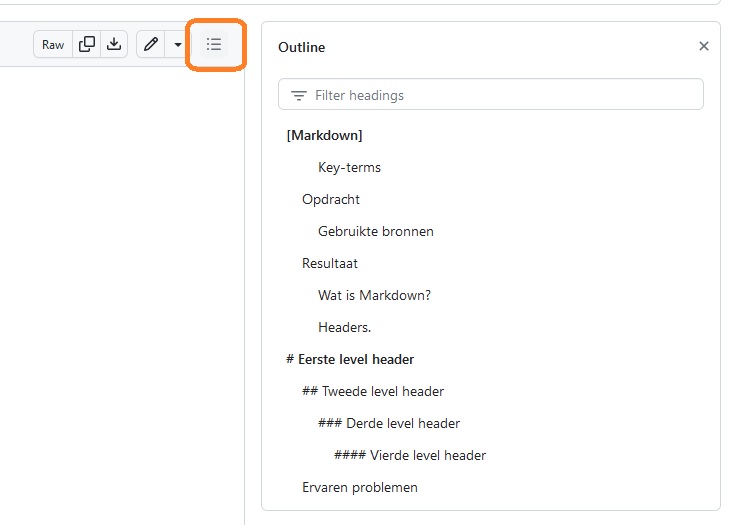 Raw
Outline
Filter headings
[Markdown]
Key-terms
Opdracht
Gebruikte bronnen
Resultaat
Wat is Markdown?
Headers.
# Eerste level header
## Tweede level header
### Derde level header
#### Vierde level header
Ervaren problemen